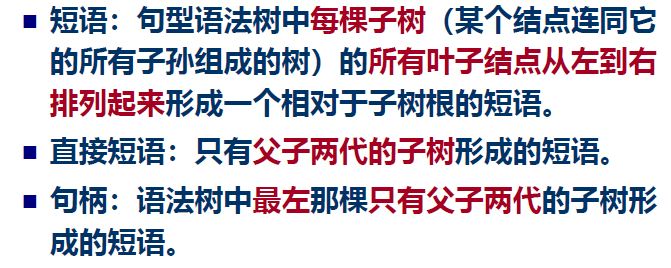 ■ 短语：句型语法树中每棵子树（某个结点连同它
的所有子孙组成的树）的所有叶子结点从左到右
排列起来形成一个相对于子树根的短语。
■ 直接短语：只有父子两代的子树形成的短语。
■ 句柄：语法树中最左那棵只有父子两代的子树形
成的短语。